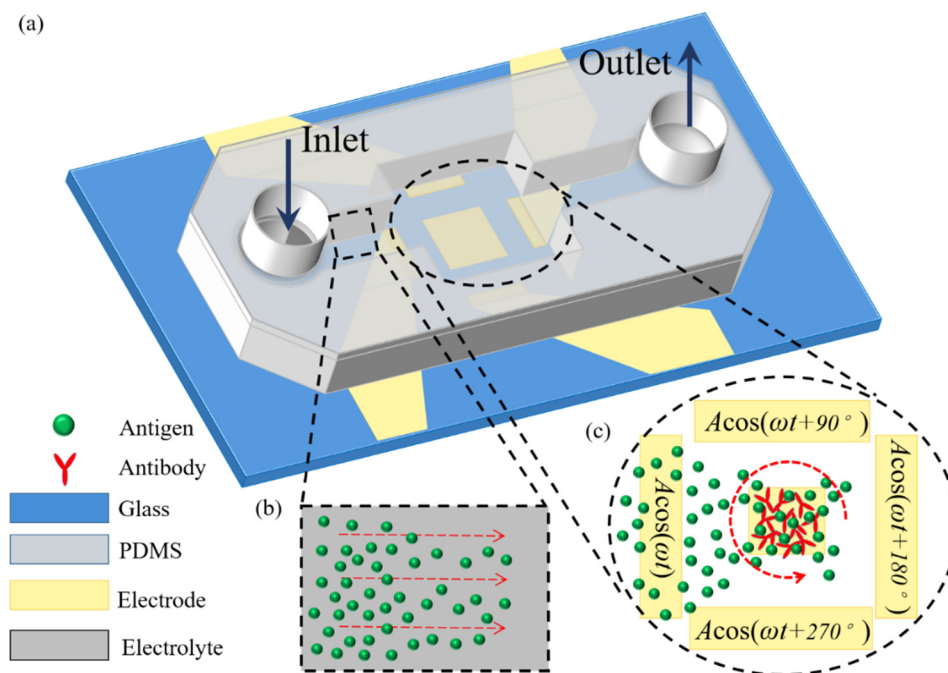 (a)
Inlet
Outlet
Antigen
Antibody
Glass
PDMS
Electrode
Electrolyte
(b)
(c)
Acos(ωt+90°)
Acos(ωt)
Acos(ωt+180°)
Acos(ωt+270°)